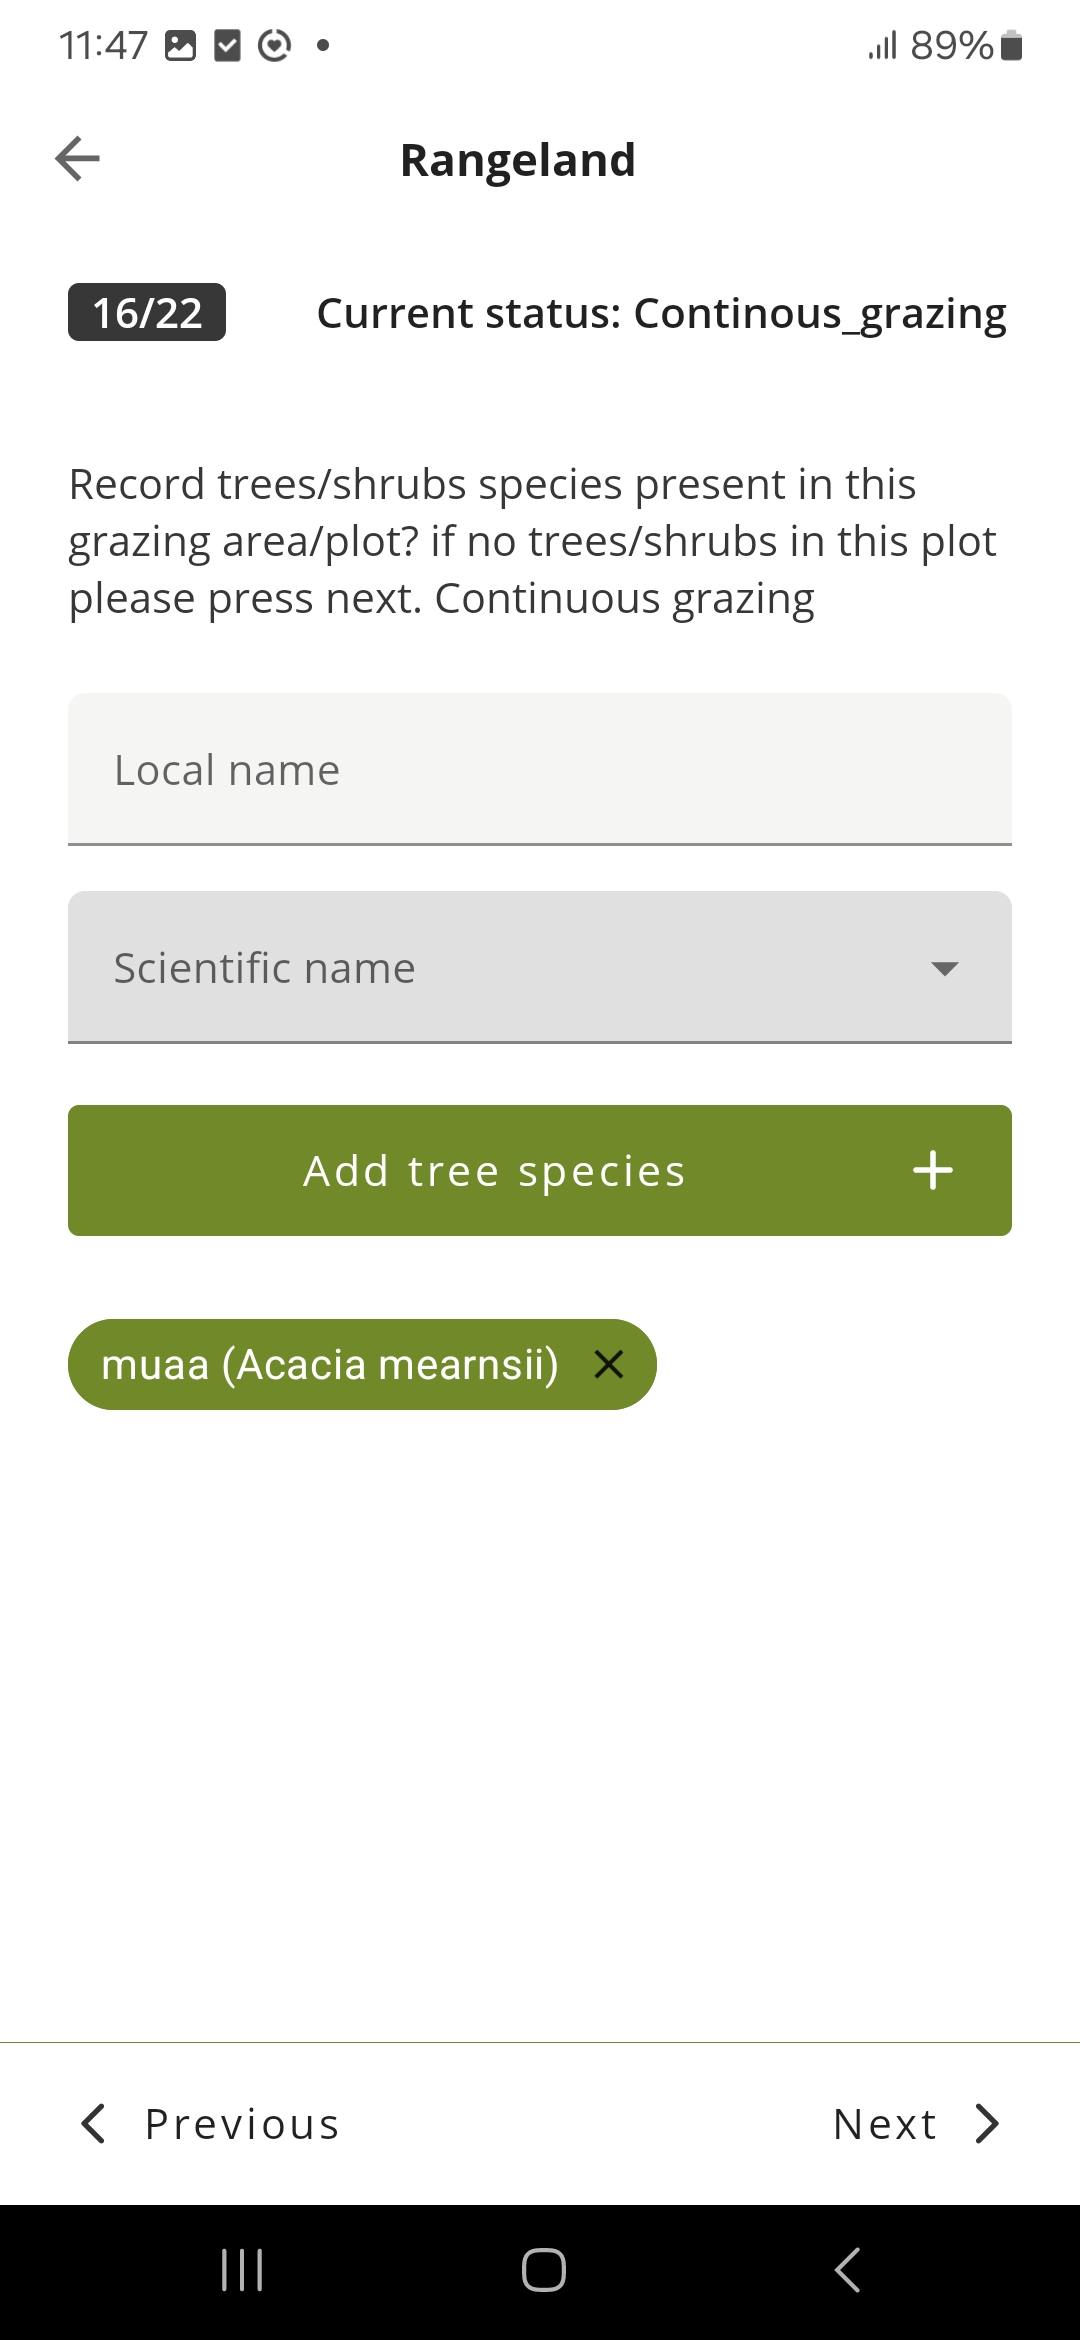 11:47
89%
Rangeland
16/22
Current status: Continous_grazing
Record trees/shrubs species present in this
grazing area/plot? if no trees/shrubs in this plot
please press next. Continuous grazing
Local name
Scientific name
Add tree species
muaa (Acacia mearnsii)
Previous
Next